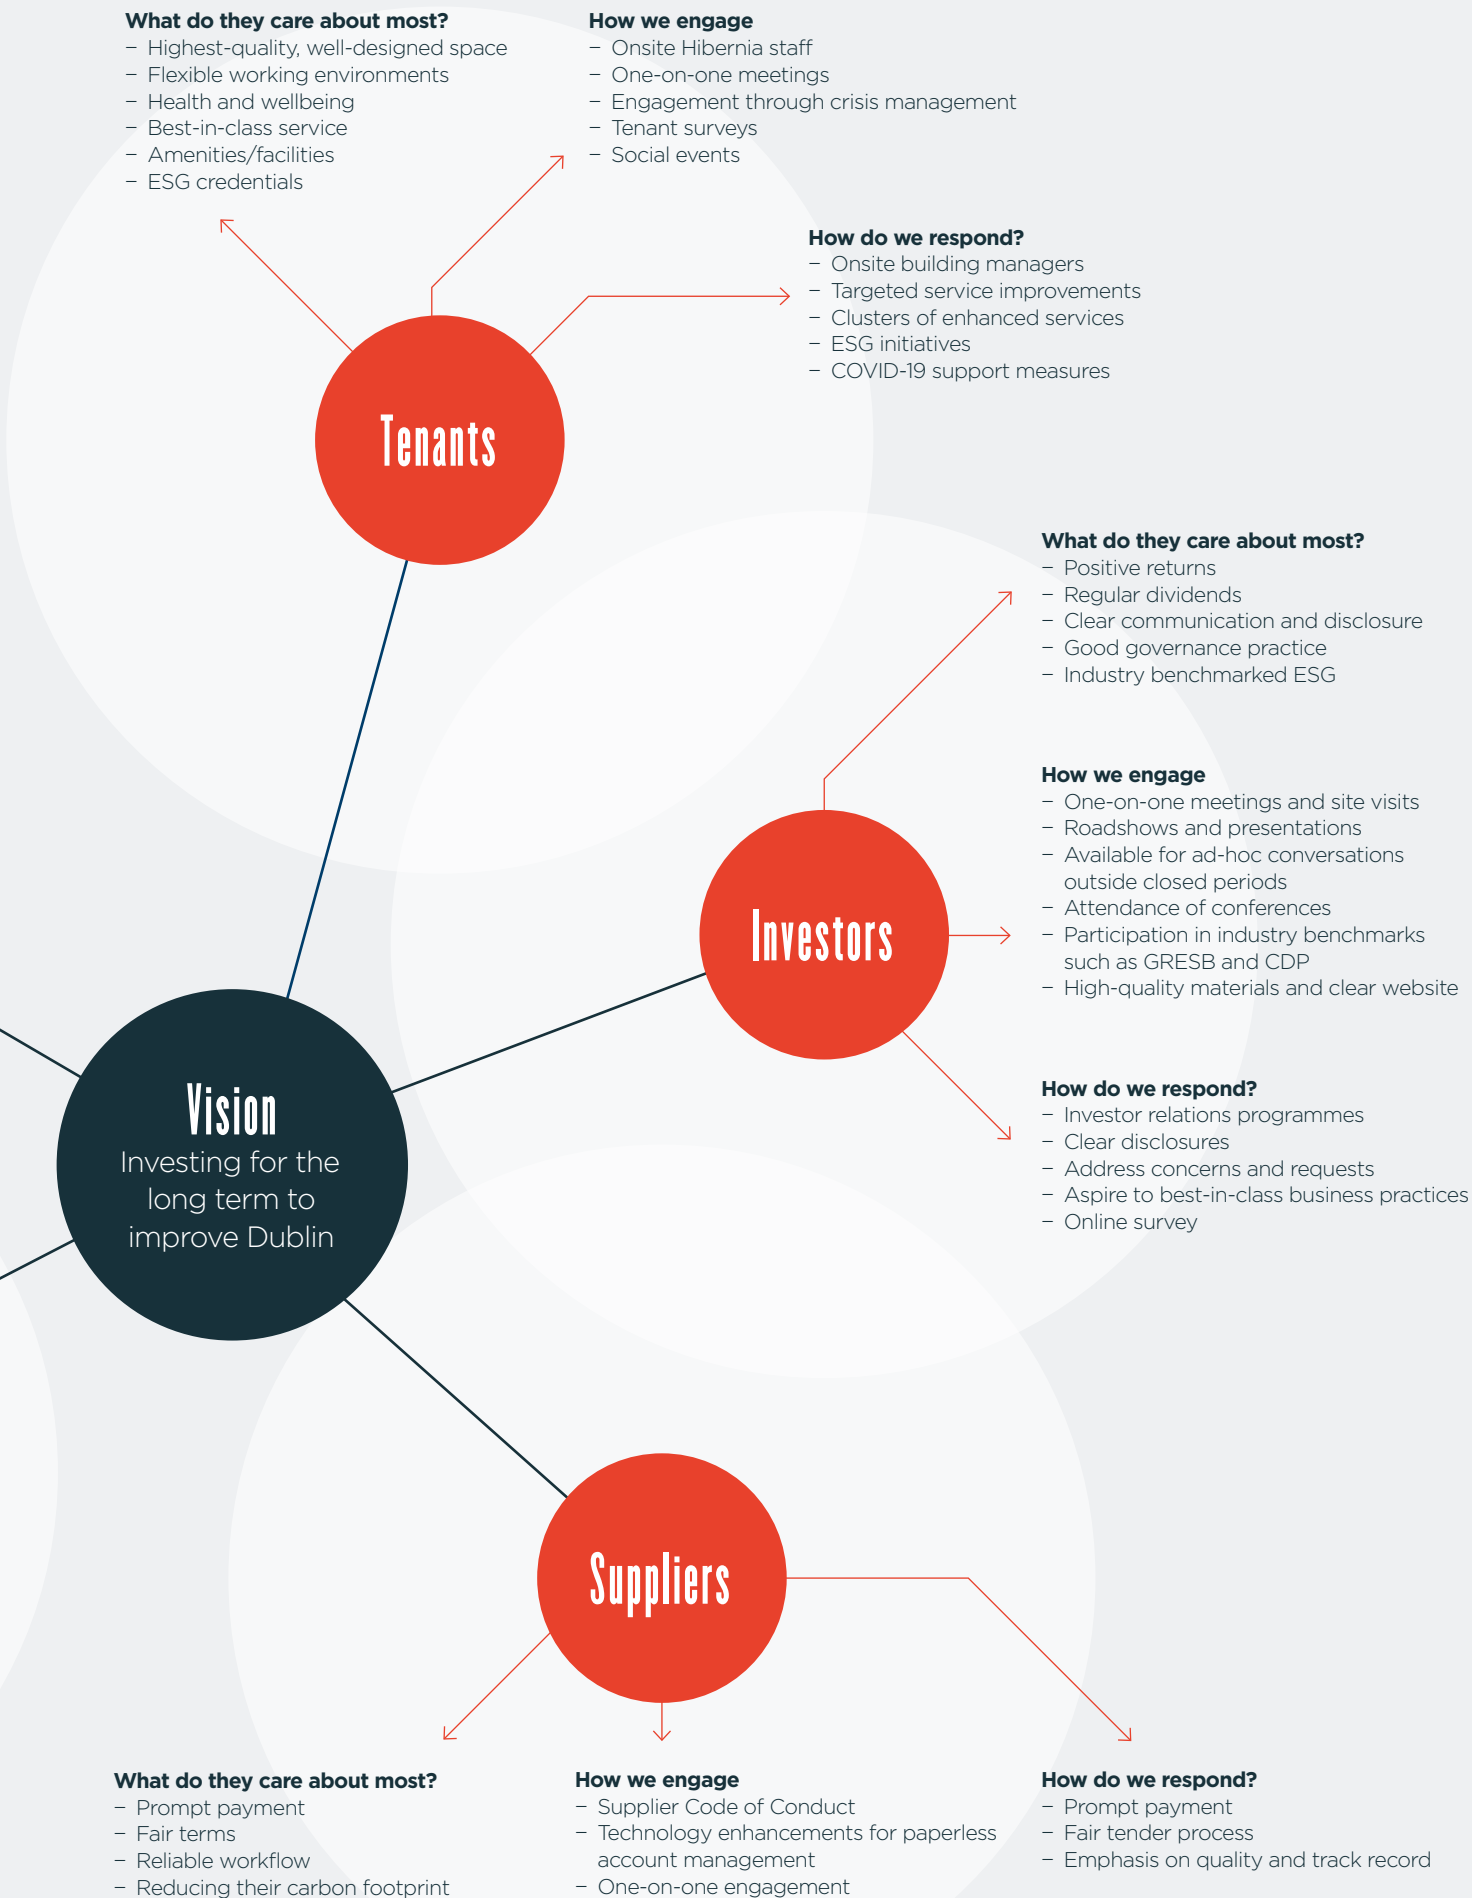 What do they care about most?
– Highest-quality, well-designed space
– Flexible working environments
– Health and wellbeing
– Best-in-class service
– Amenities/facilities
– ESG credentials
How we engage
– Onsite Hibernia staff
– One-on-one meetings
– Engagement through crisis management
– Tenant surveys
– Social events
How do we respond?
– Onsite building managers
– Targeted service improvements
– Clusters of enhanced services
– ESG initiatives
– COVID-19 support measures
Tenants
What do they care about most?
– Positive returns
– Regular dividends
– Clear communication and disclosure
– Good governance practice
– Industry benchmarked ESG
How we engage
– One-on-one meetings and site visits
– Roadshows and presentations
– Available for ad-hoc conversations
outside closed periods
– Attendance of conferences
– Participation in industry benchmarks
such as GRESB and CDP
– High-quality materials and clear website
Investors
How do we respond?
– Investor relations programmes
– Clear disclosures
– Address concerns and requests
– Aspire to best-in-class business practices
– Online survey
Vision
Investing for the
long term to
improve Dublin
Suppliers
What do they care about most?
– Prompt payment
– Fair terms
– Reliable workflow
– Reducing their carbon footprint
How we engage
– Supplier Code of Conduct
– Technology enhancements for paperless
account management
– One-on-one engagement
How do we respond?
– Prompt payment
– Fair tender process
– Emphasis on quality and track record